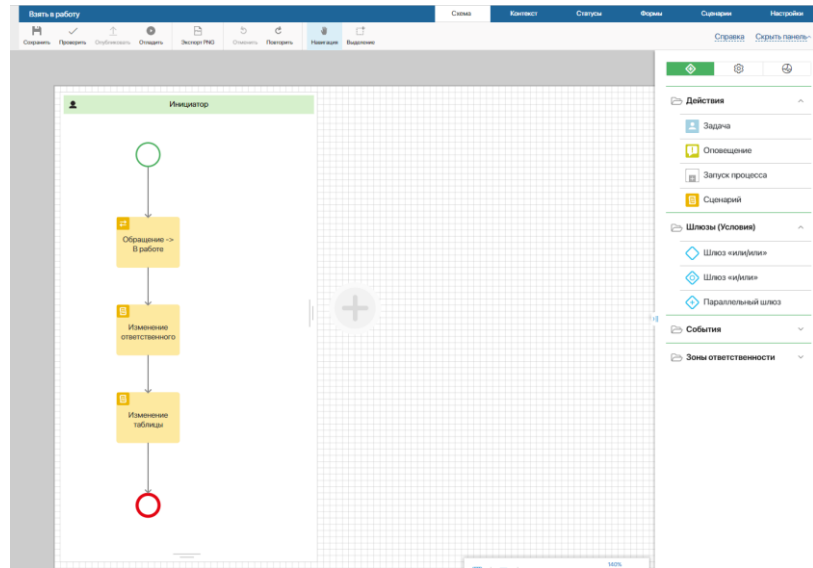 Взять в работу
Схема
Контекст
Статусы
Формы
Сценарии
Настройки
Сохранить
Проверить
Опубликовать
Отладить
Экспорт PNG
Отменить
Повторить
Навигация
Выделение
Справка
Скрыть панель
Инициатор
Обращение ->
В работе
Изменение
ответственного
Изменение
таблицы
Действия
Задача
Оповещение
Запуск процесса
Сценарий
Шлюзы (Условия)
Шлюз «или/или»
Шлюз «и/или»
Параллельный шлюз
События
Зоны ответственности
140%